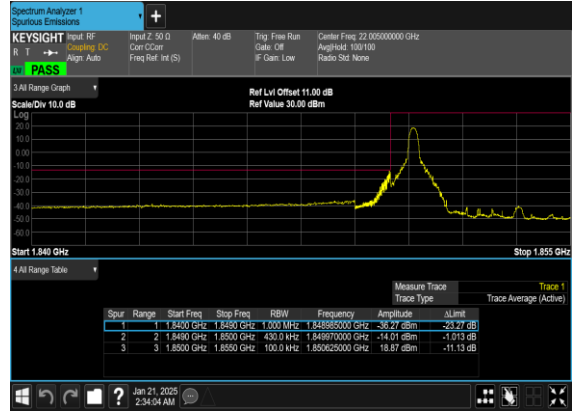 Spectrum Analyzer 1
Spurious Emissions
KEYSIGHT Input: RF Input Z: 50 Ω Atten: 40 dB Trig: Free Run Center Freq: 22.005000000 GHz
R T Coupling: DC Corr CCorr Gate: Off Avg|Hold: 100/100
Align: Auto Freq Ref: Int (S) IF Gain: Low Radio Std: None
PASS
3 All Range Graph
Ref Lvl Offset 11.00 dB
Scale/Div 10.0 dB Ref Value 30.00 dBm
Log
20.0
10.0
0.00
-10.0
-20.0
-30.0
-40.0
-50.0
-60.0
Start 1.840 GHz Stop 1.855 GHz
4 All Range Table
Measure Trace Trace 1
Trace Type Trace Average (Active)
Spur Range Start Freq Stop Freq RBW Frequency Amplitude ΔLimit
1 1 1.8400 GHz 1.8490 GHz 1.000 MHz 1.848985000 GHz -36.27 dBm -23.27 dB
2 2 1.8490 GHz 1.8500 GHz 430.0 kHz 1.849970000 GHz -14.01 dBm -1.013 dB
3 3 1.8500 GHz 1.8550 GHz 100.0 kHz 1.850625000 GHz 18.87 dBm -11.13 dB
? Jan 21, 2025
2:34:04 AM